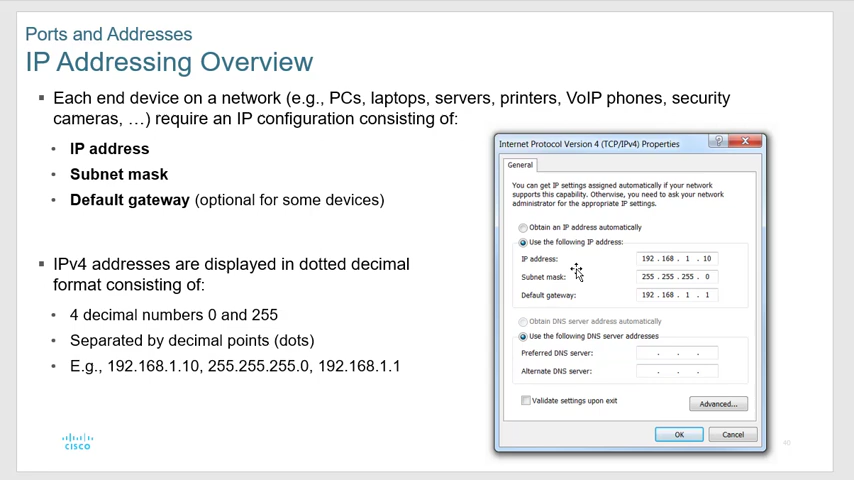 Ports and Addresses
IP Addressing Overview
▪ Each end device on a network (e.g., PCs, laptops, servers, printers, VoIP phones, security
cameras, …) require an IP configuration consisting of:
• IP address
• Subnet mask
• Default gateway (optional for some devices)
▪ IPv4 addresses are displayed in dotted decimal
format consisting of:
• 4 decimal numbers 0 and 255
• Separated by decimal points (dots)
• E.g., 192.168.1.10, 255.255.255.0, 192.168.1.1
Internet Protocol Version 4 (TCP/IPv4) Properties
General
You can get IP settings assigned automatically if your network
supports this capability. Otherwise, you need to ask your network
administrator for the appropriate IP settings.
Obtain an IP address automatically
Use the following IP address:
IP address: 192 . 168 . 1 . 10
Subnet mask: 255 . 255 . 255 . 0
Default gateway: 192 . 168 . 1 . 1
Obtain DNS server address automatically
Use the following DNS server addresses
Preferred DNS server: . . .
Alternate DNS server: . . .
Validate settings upon exit
Advanced...
OK Cancel
CISCO